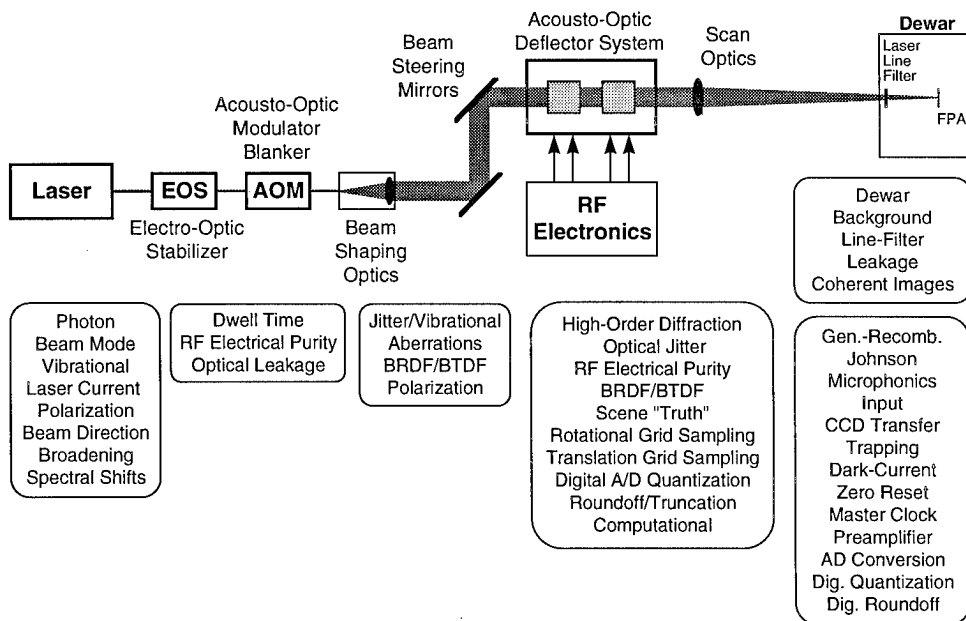 Acousto-Optic
Deflector System
Scan
Optics
Dewar
Laser
Line
Filter
FPA
Beam
Steering
Mirrors
Acousto-Optic
Modulator
Blanker
Laser
EOS
AOM
Electro-Optic
Stabilizer
Beam
Shaping
Optics
RF
Electronics
Dewar
Background
Line-Filter
Leakage
Coherent Images
Photon
Beam Mode
Vibrational
Laser Current
Polarization
Beam Direction
Broadening
Spectral Shifts
Dwell Time
RF Electrical Purity
Optical Leakage
Jitter/Vibrational
Aberrations
BRDF/BTDF
Polarization
High-Order Diffraction
Optical Jitter
RF Electrical Purity
BRDF/BTDF
Scene "Truth"
Rotational Grid Sampling
Translation Grid Sampling
Digital A/D Quantization
Roundoff/Truncation
Computational
Gen.-Recomb.
Johnson
Microphonics
Input
CCD Transfer
Trapping
Dark-Current
Zero Reset
Master Clock
Preamplifier
AD Conversion
Dig. Quantization
Dig. Roundoff